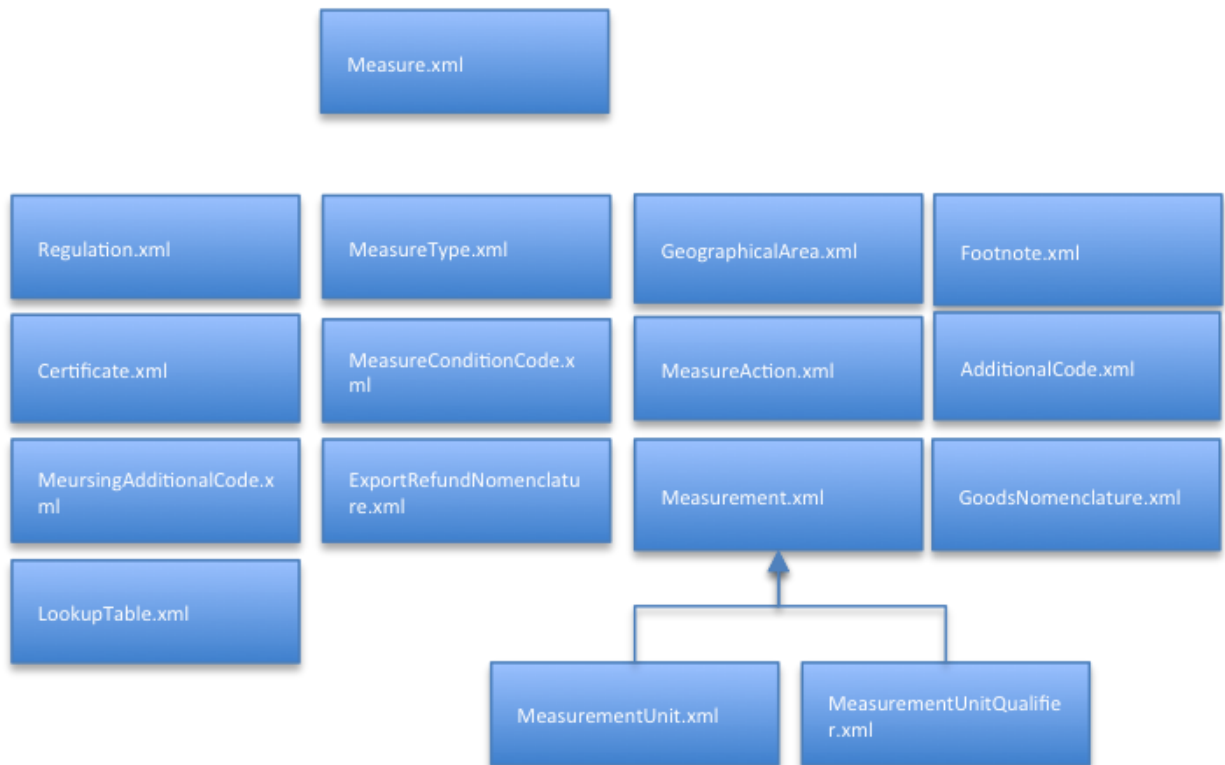 Measure.xml
Regulation.xml
MeasureType.xml
GeographicalArea.xml
Footnote.xml
Certificate.xml
MeasureConditionCode.x
ml
MeasureAction.xml
AdditionalCode.xml
MeursingAdditionalCode.x
ml
ExportRefundNomenclatu
re.xml
Measurement.xml
GoodsNomenclature.xml
LookupTable.xml
MeasurementUnit.xml
MeasurementUnitQualifie
r.xml